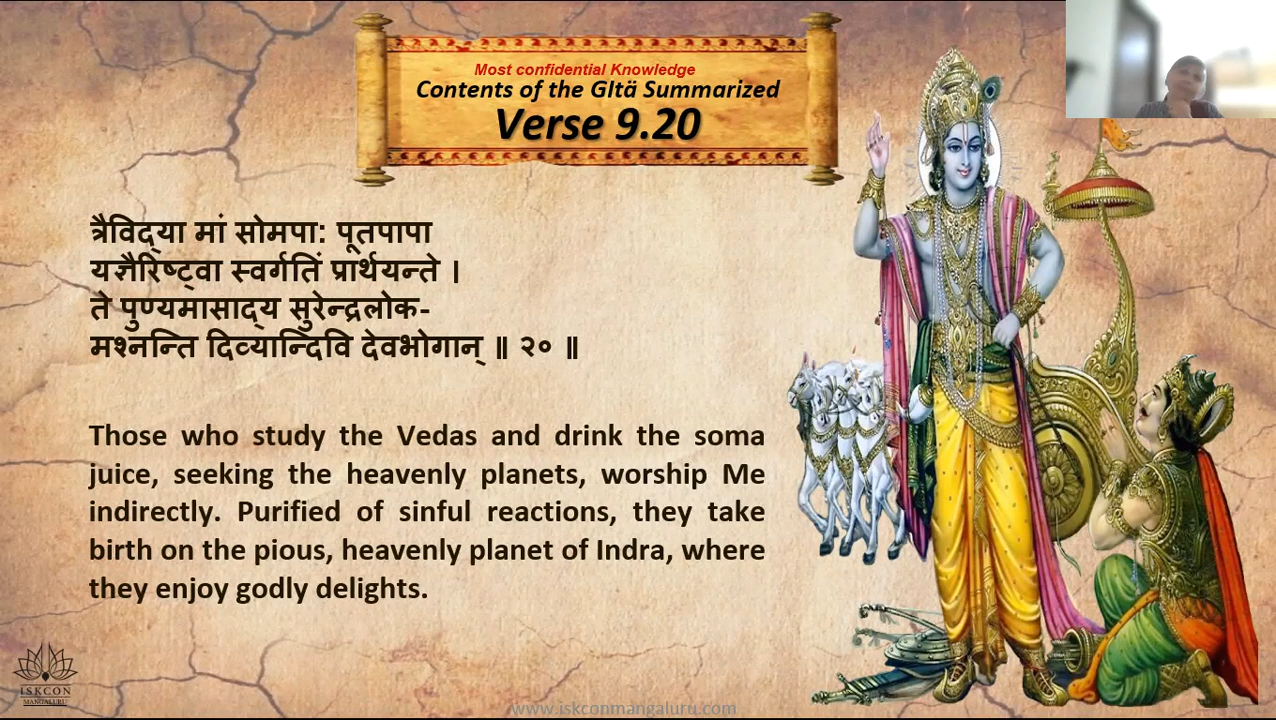 Most confidential Knowledge
Contents of the GItä Summarized
Verse 9.20
त्रैविद्या मां सोमपा: पूतपापा
यज्ञैरिष्ट्वा स्वर्गतिं प्रार्थयन्ते ।
ते पुण्यमासाद्य सुरेन्द्रलोक-
मश्नन्ति दिव्यान्दिवि देवभोगान् ॥ २० ॥
Those who study the Vedas and drink the soma
juice, seeking the heavenly planets, worship Me
indirectly. Purified of sinful reactions, they take
birth on the pious, heavenly planet of Indra, where
they enjoy godly delights.
ISKCON
MANGALURU
www.iskconmangaluru.com